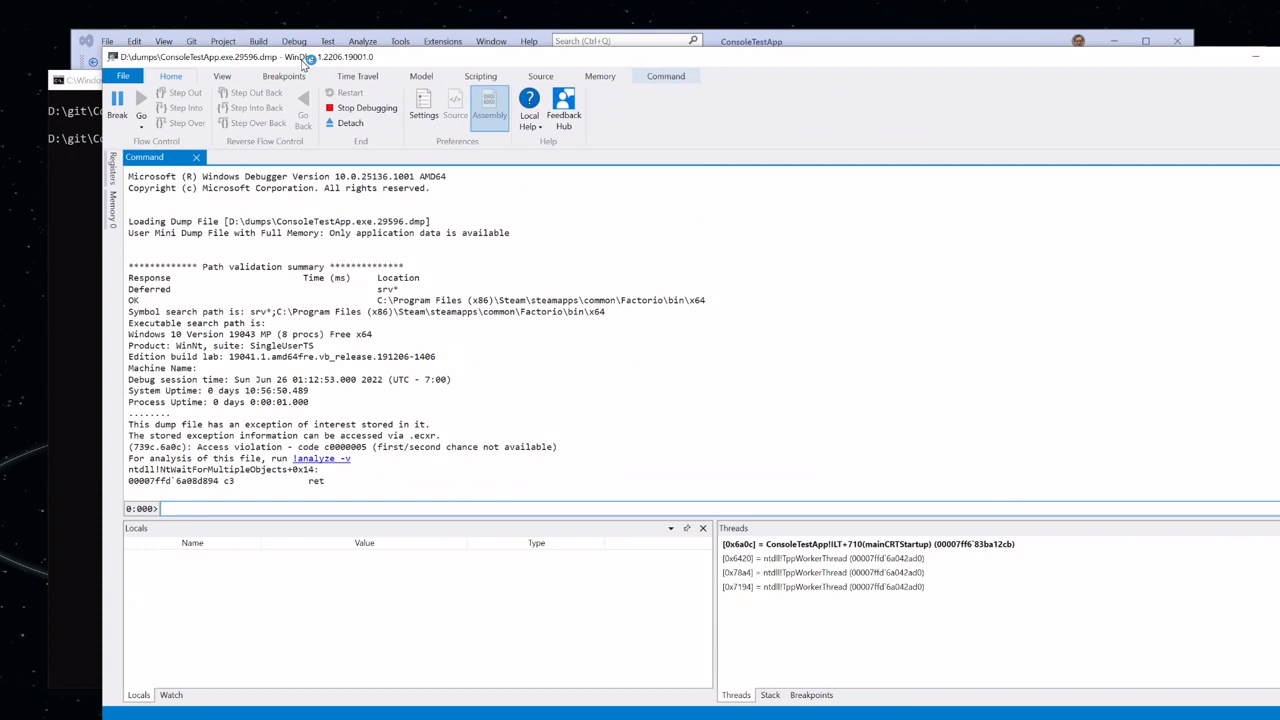 File Edit View Git Project Build Debug Test Analyze Tools Extensions Window Help Search (Ctrl+Q) ConsoleTestApp
D:\dumps\ConsoleTestApp.exe.29596.dmp - 1.2206.19001.0
File Home View Breakpoints Time Travel Model Scripting Source Memory Command
Break
Go
Step Out
Step Into
Step Over
Flow Control
Step Out Back
Step Into Back
Step Over Back
Go Back
Reverse Flow Control
Restart
Stop Debugging
Detach
End
Settings
Source
Assembly
Preferences
Local Help
Feedback Hub
Help
D:\git\Co
D:\git\Co
Registers
Memory 0
Command
Microsoft (R) Windows Debugger Version 10.0.25136.1001 AMD64
Copyright (c) Microsoft Corporation. All rights reserved.
Loading Dump File [D:\dumps\ConsoleTestApp.exe.29596.dmp]
User Mini Dump File with Full Memory: Only application data is available
************* Path validation summary **************
Response Time (ms) Location
Deferred srv*
OK C:\Program Files (x86)\Steam\steamapps\common\Factorio\bin\x64
Symbol search path is: srv*;C:\Program Files (x86)\Steam\steamapps\common\Factorio\bin\x64
Executable search path is:
Windows 10 Version 19043 MP (8 procs) Free x64
Product: WinNt, suite: SingleUserTS
Edition build lab: 19041.1.amd64fre.vb_release.191206-1406
Machine Name:
Debug session time: Sun Jun 26 01:12:53.000 2022 (UTC - 7:00)
System Uptime: 0 days 10:56:50.489
Process Uptime: 0 days 0:00:01.000
........
This dump file has an exception of interest stored in it.
The stored exception information can be accessed via .ecxr.
(739c.6a0c): Access violation - code c0000005 (first/second chance not available)
For analysis of this file, run !analyze -v
ntdll!NtWaitForMultipleObjects+0x14:
00007ffd`6a08d894 c3 ret
0:000>
Locals
Name Value Type
Locals Watch
Threads
[0x6a0c] = ConsoleTestApp!ILT+710(mainCRTStartup) (00007ff6`83ba12cb)
[0x6420] = ntdll!TppWorkerThread (00007ffd`6a042ad0)
[0x78a4] = ntdll!TppWorkerThread (00007ffd`6a042ad0)
[0x7194] = ntdll!TppWorkerThread (00007ffd`6a042ad0)
Threads Stack Breakpoints